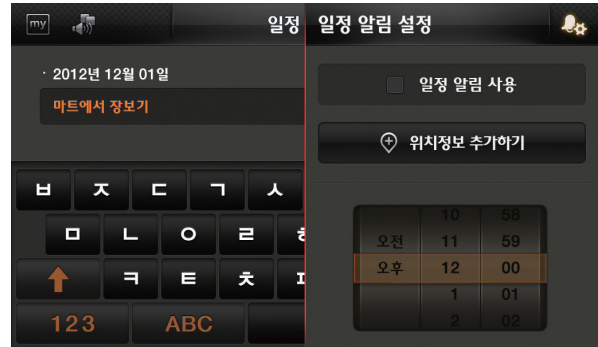 my
일정
· 2012년 12월 01일
마트에서 장보기
ㅂ ㅈ ㄷ ㄱ ㅅ
ㅁ ㄴ ㅇ ㄹ ㅎ
ㅋ ㅌ ㅊ ㅍ
123 ABC
일정 알림 설정
일정 알림 사용
위치정보 추가하기
10 58
오전 11 59
오후 12 00
1 01
2 02